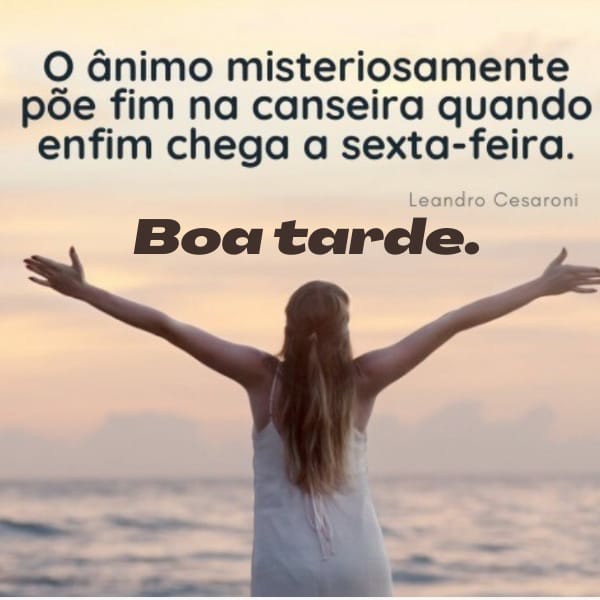 O ânimo misteriosamente
põe fim na canseira quando
enfim chega a sexta-feira.
Leandro Cesaroni
Boa tarde.